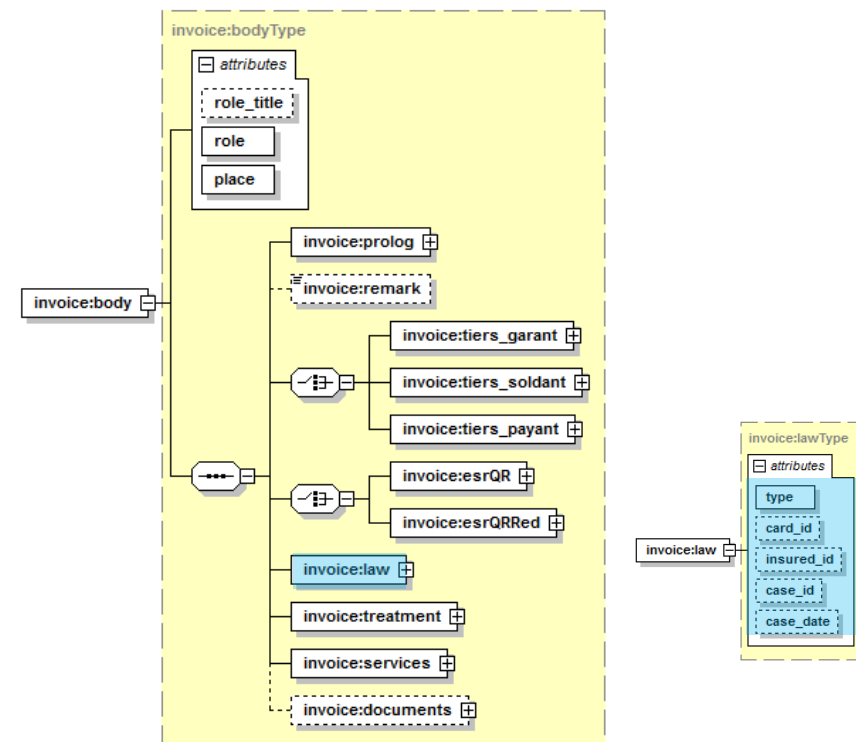 invoice:bodyType
attributes
role_title
role
place
invoice:body
invoice:prolog
invoice:remark
invoice:tiers_garant
invoice:tiers_soldant
invoice:tiers_payant
invoice:esrQR
invoice:esrQRRed
invoice:law
invoice:treatment
invoice:services
invoice:documents
invoice:lawType
attributes
type
card_id
insured_id
case_id
case_date
invoice:law